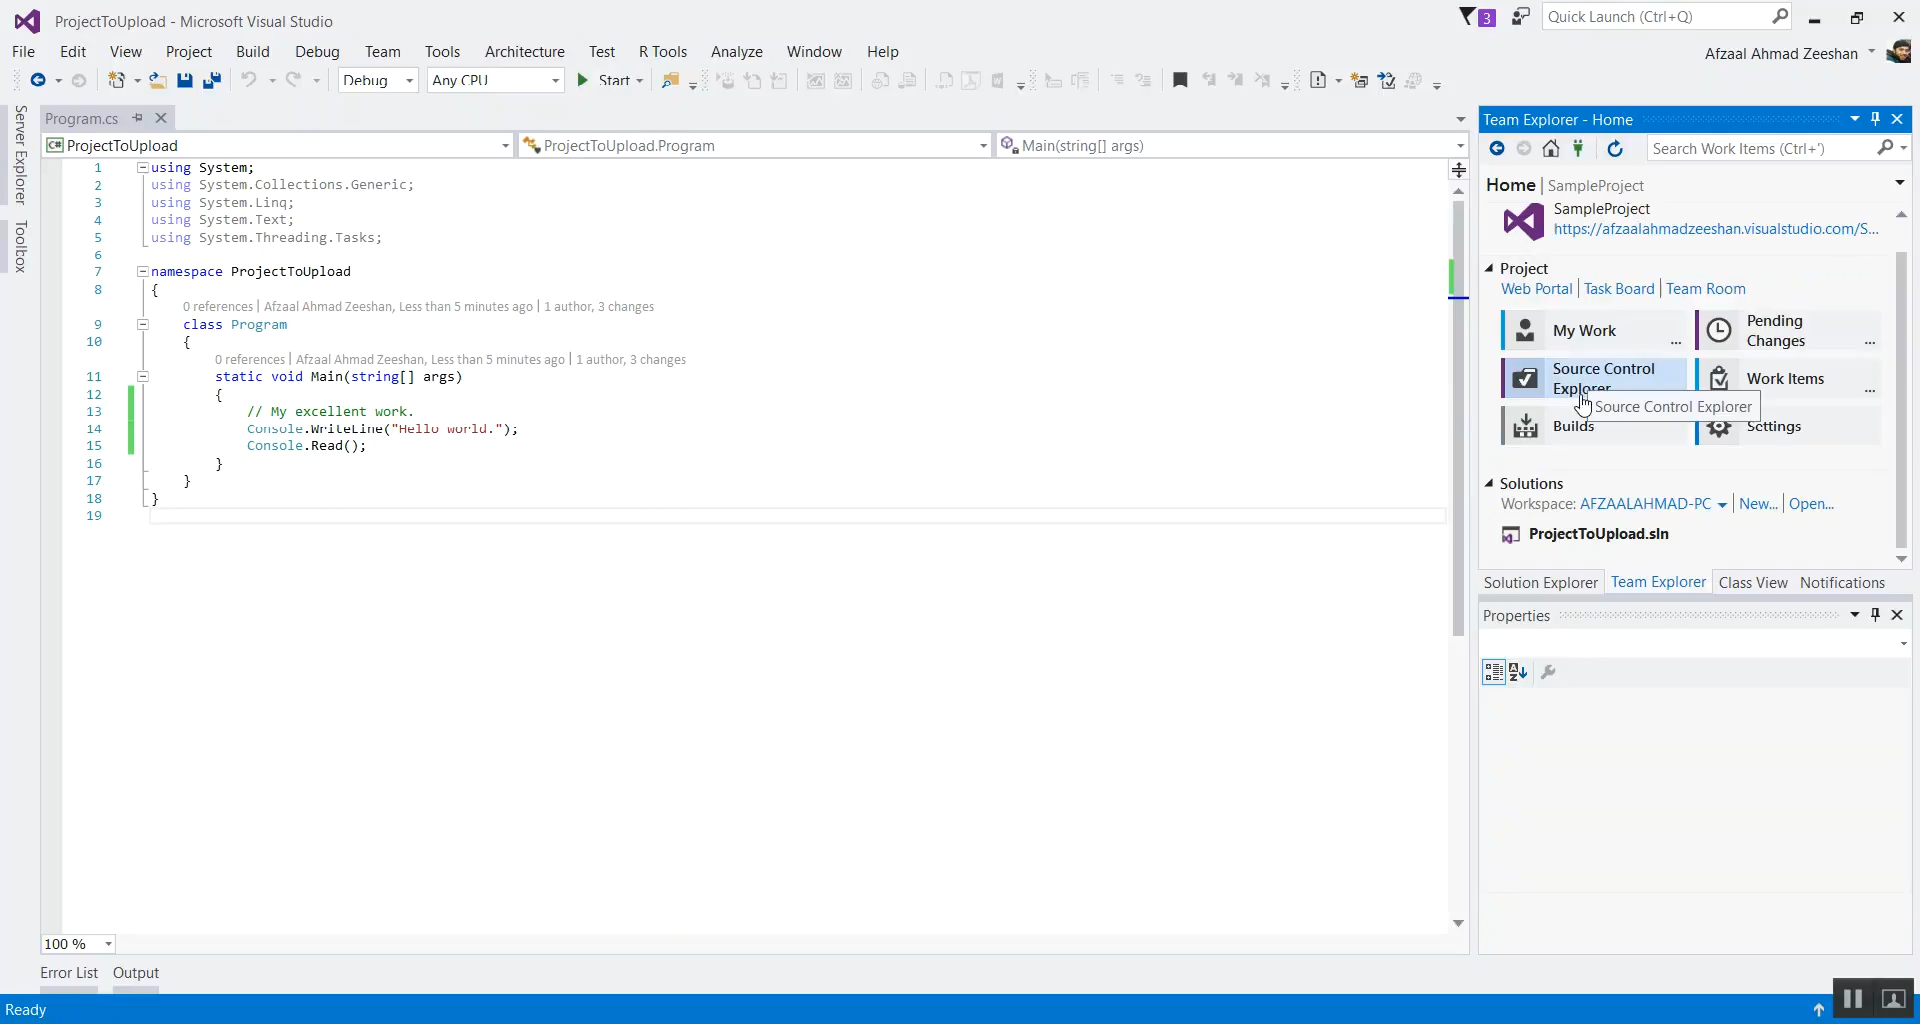 ProjectToUpload - Microsoft Visual Studio
3
Quick Launch (Ctrl+Q)
File Edit View Project Build Debug Team Tools Architecture Test R Tools Analyze Window Help
Afzaal Ahmad Zeeshan
Debug Any CPU Start
Server Explorer
Toolbox
Program.cs
ProjectToUpload ProjectToUpload.Program Main(string[] args)
1 using System;
2 using System.Collections.Generic;
3 using System.Linq;
4 using System.Text;
5 using System.Threading.Tasks;
6
7 namespace ProjectToUpload
8 {
0 references | Afzaal Ahmad Zeeshan, Less than 5 minutes ago | 1 author, 3 changes
9 class Program
10 {
0 references | Afzaal Ahmad Zeeshan, Less than 5 minutes ago | 1 author, 3 changes
11 static void Main(string[] args)
12 {
13 // My excellent work.
14 Console.WriteLine("Hello world.");
15 Console.Read();
16 }
17 }
18 }
19
100 %
Error List Output
Ready
Team Explorer - Home
Search Work Items (Ctrl+')
Home | SampleProject
SampleProject
https://afzaalahmadzeeshan.visualstudio.com/S...
Project
Web Portal | Task Board | Team Room
My Work ...
Pending Changes ...
Source Control Explorer
Work Items ...
Source Control Explorer
Builds
Settings
Solutions
Workspace: AFZAALAHMAD-PC | New... | Open...
ProjectToUpload.sln
Solution Explorer Team Explorer Class View Notifications
Properties